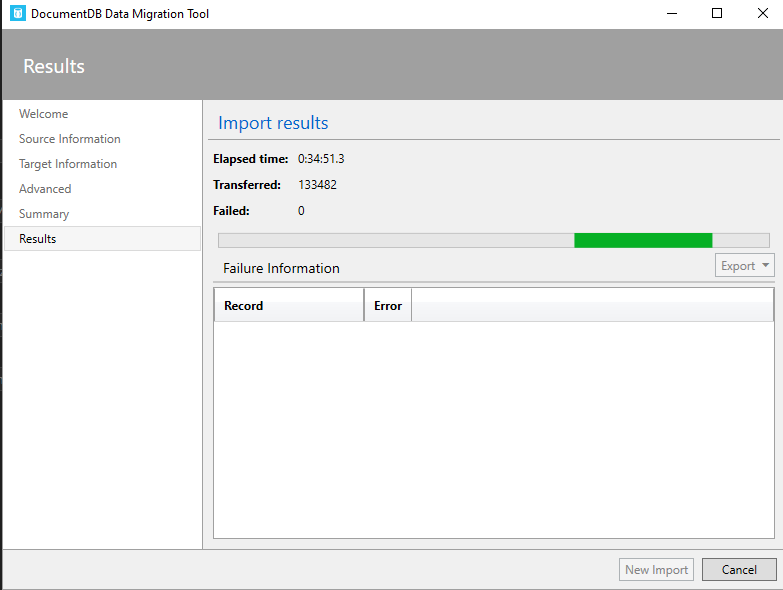 DocumentDB Data Migration Tool
Results
Welcome
Source Information
Target Information
Advanced
Summary
Results
Import results
Elapsed time: 0:34:51.3
Transferred: 133482
Failed: 0
Failure Information
Export
Record Error
New Import Cancel